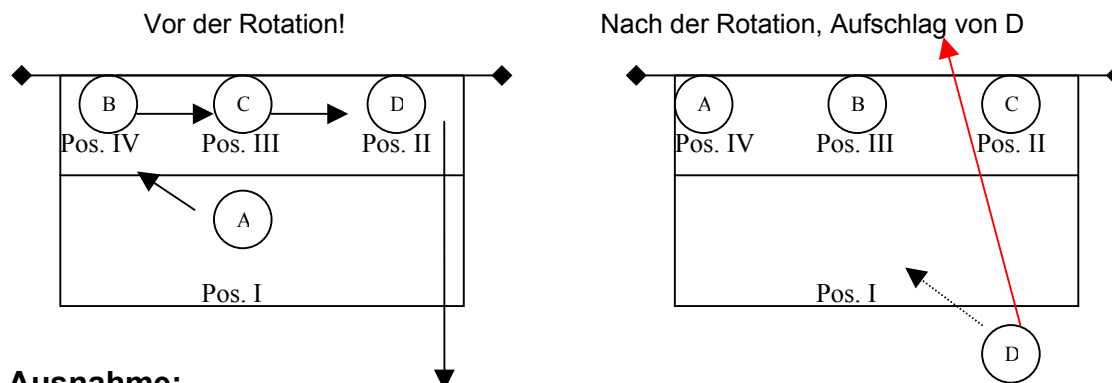 Vor der Rotation!
B C D
Pos. IV Pos. III Pos. II
A
Pos. I
Nach der Rotation, Aufschlag von D
A B C
Pos. IV Pos. III Pos. II
Pos. I
D
Ausnahme: